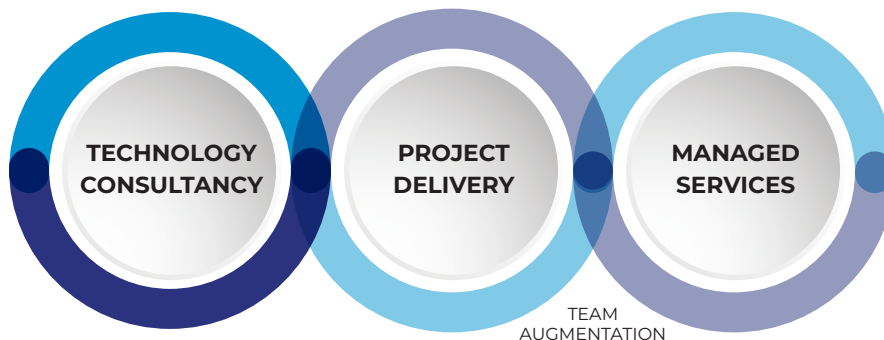 TECHNOLOGY
CONSULTANCY
PROJECT
DELIVERY
MANAGED
SERVICES
TEAM
AUGMENTATION